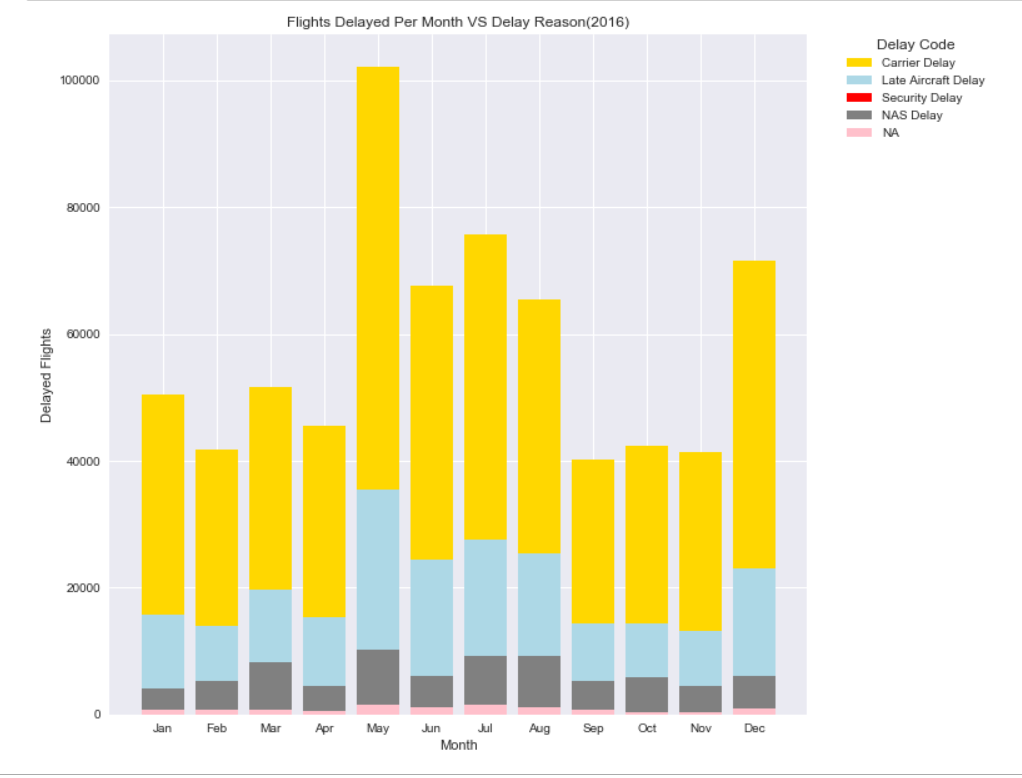 Flights Delayed Per Month VS Delay Reason(2016)
Delay Code
Carrier Delay
Late Aircraft Delay
Security Delay
NAS Delay
NA
100000
80000
60000
40000
20000
0
Delayed Flights
Jan Feb Mar Apr May Jun Jul Aug Sep Oct Nov Dec
Month